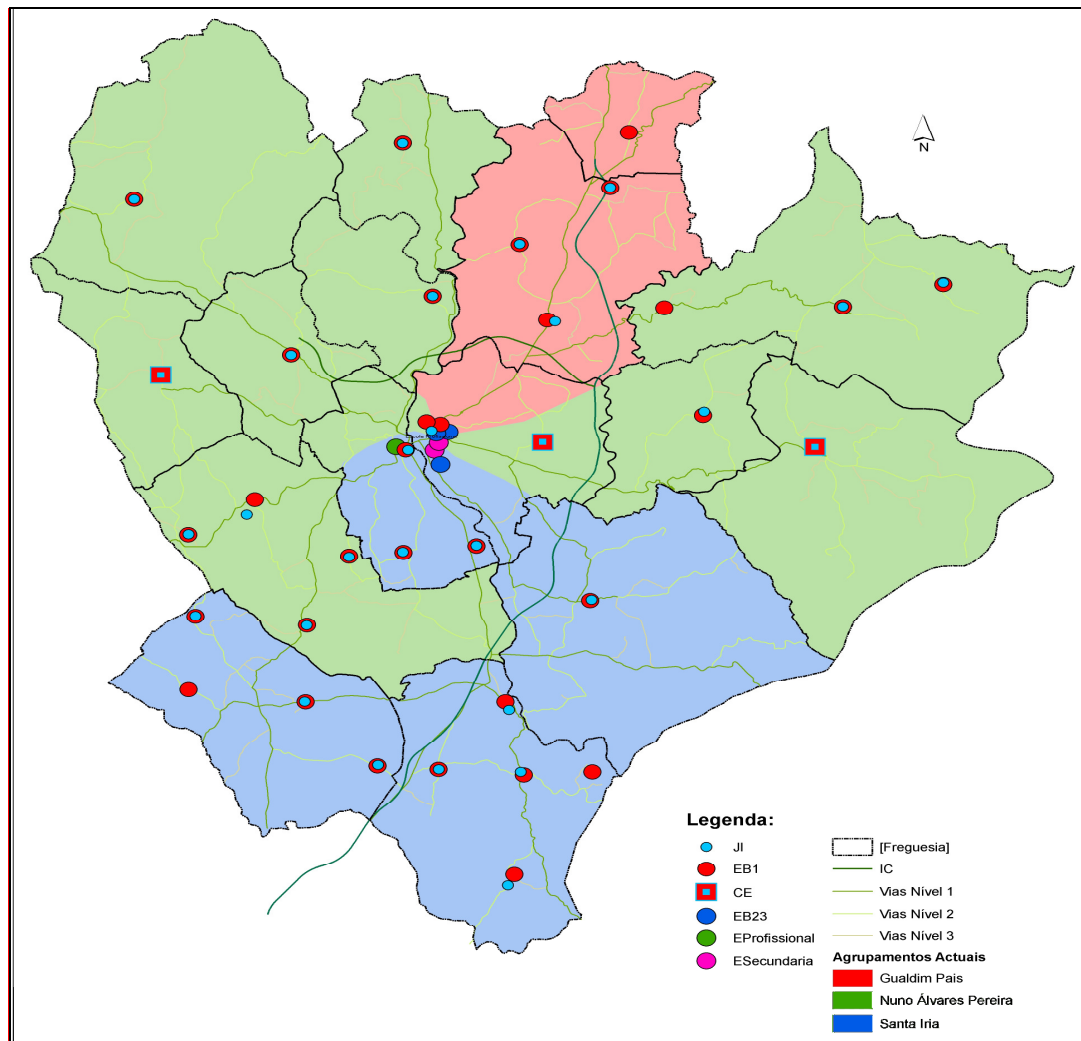 N
Legenda:
JI
EB1
CE
EB23
EProfissional
ESecundaria
[Freguesia]
IC
Vias Nível 1
Vias Nível 2
Vias Nível 3
Agrupamentos Actuais
Gualdim Pais
Nuno Álvares Pereira
Santa Iria